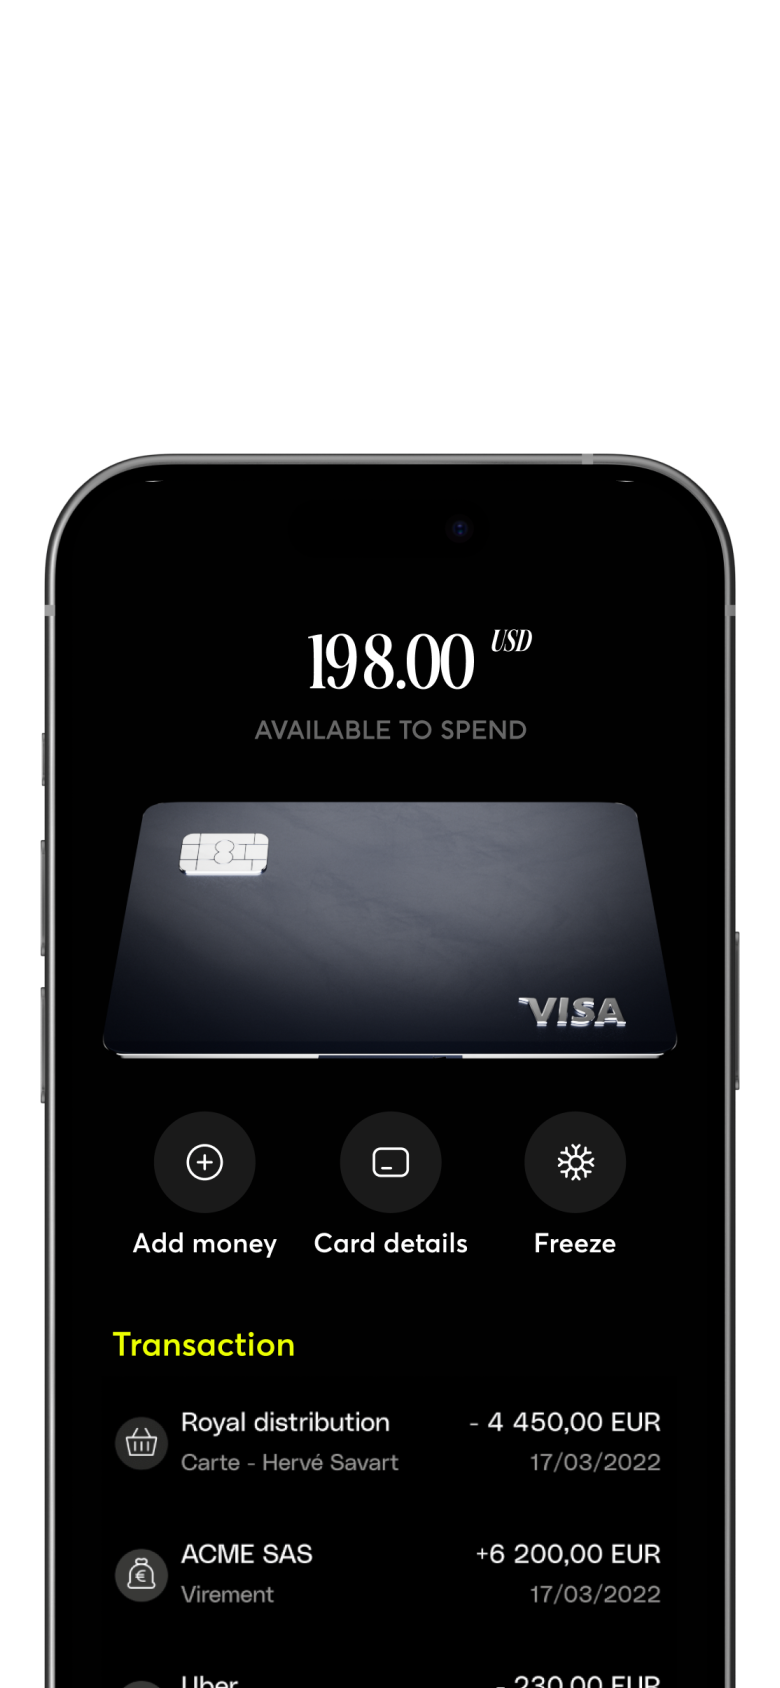 198.00 USD
AVAILABLE TO SPEND
VISA
Add money
Card details
Freeze
Transaction
Royal distribution
- 4 450,00 EUR
Carte - Hervé Savart
17/03/2022
ACME SAS
+6 200,00 EUR
Virement
17/03/2022
Uber
- 230,00 EUR